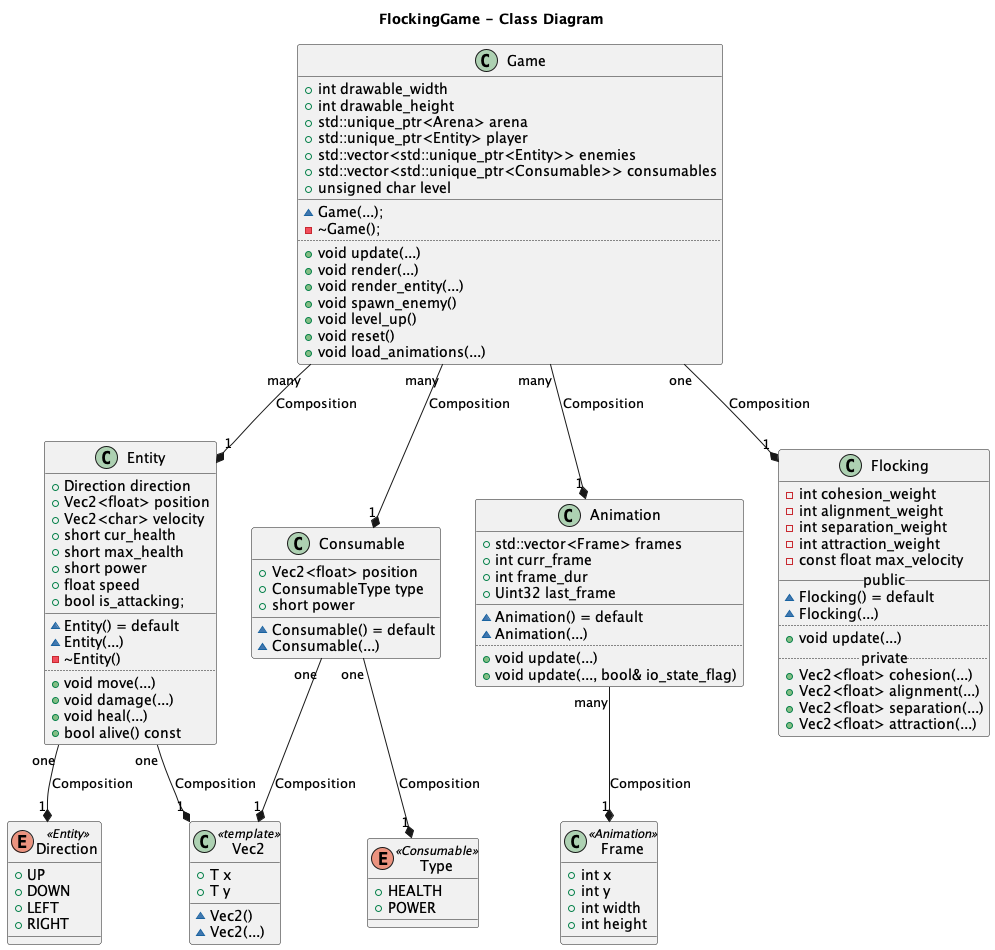 FlockingGame - Class Diagram
C Game
int drawable_width
int drawable_height
std::unique_ptr<Arena> arena
std::unique_ptr<Entity> player
std::vector<std::unique_ptr<Entity>> enemies
std::vector<std::unique_ptr<Consumable>> consumables
unsigned char level
Game(...);
~Game();
void update(...)
void render(...)
void render_entity(...)
void spawn_enemy()
void level_up()
void reset()
void load_animations(...)
many
Composition
1
many
Composition
1
many
Composition
1
one
Composition
1
C Entity
Direction direction
Vec2<float> position
Vec2<char> velocity
short cur_health
short max_health
short power
float speed
bool is_attacking;
Entity() = default
Entity(...)
~Entity()
void move(...)
void damage(...)
void heal(...)
bool alive() const
C Consumable
Vec2<float> position
ConsumableType type
short power
Consumable() = default
Consumable(...)
C Animation
std::vector<Frame> frames
int curr_frame
int frame_dur
Uint32 last_frame
Animation() = default
Animation(...)
void update(...)
void update(..., bool& io_state_flag)
C Flocking
int cohesion_weight
int alignment_weight
int separation_weight
int attraction_weight
const float max_velocity
public
Flocking() = default
Flocking(...)
void update(...)
private
Vec2<float> cohesion(...)
Vec2<float> alignment(...)
Vec2<float> separation(...)
Vec2<float> attraction(...)
one
Composition
1
one
Composition
1
one
Composition
1
one
Composition
1
many
Composition
1
E «Entity»
Direction
UP
DOWN
LEFT
RIGHT
C «template»
Vec2
T x
T y
Vec2()
Vec2(...)
E «Consumable»
Type
HEALTH
POWER
C «Animation»
Frame
int x
int y
int width
int height